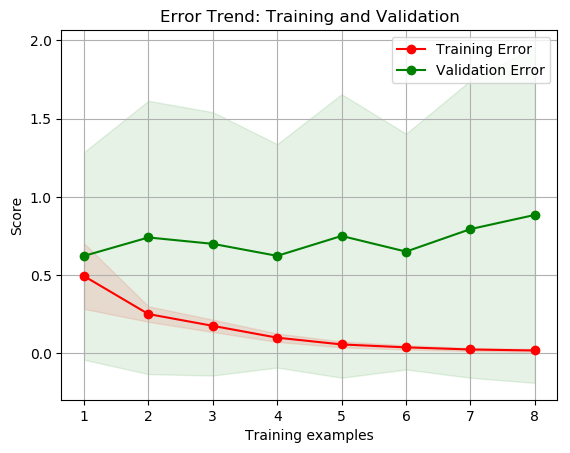 Error Trend: Training and Validation
2.0
1.5
1.0
0.5
0.0
Score
Training Error
Validation Error
1 2 3 4 5 6 7 8
Training examples